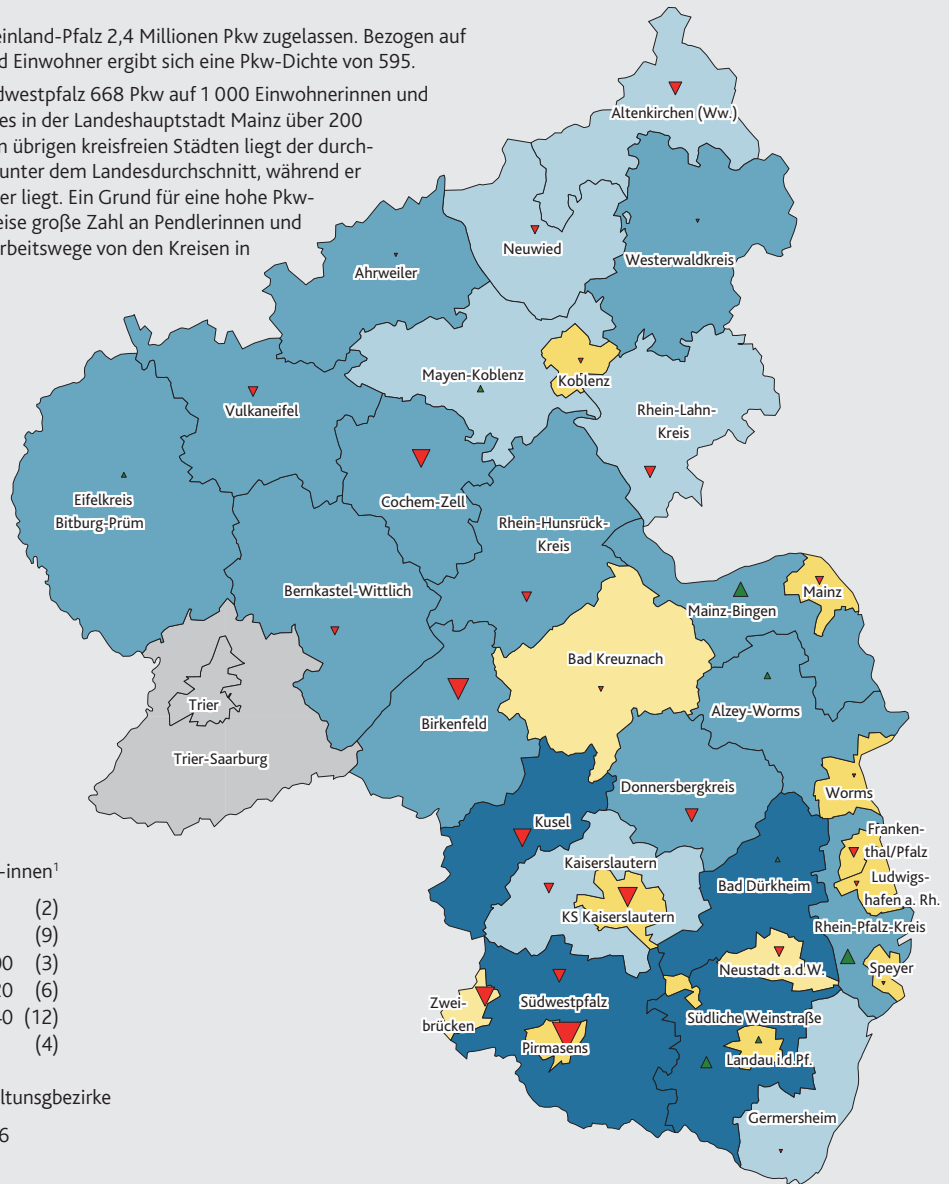 einland-Pfalz 2,4 Millionen Pkw zugelassen. Bezogen auf
d Einwohner ergibt sich eine Pkw-Dichte von 595.
dwestpfalz 668 Pkw auf 1 000 Einwohnerinnen und
es in der Landeshauptstadt Mainz über 200
n übrigen kreisfreien Städten liegt der durch-
unter dem Landesdurchschnitt, während er
er liegt. Ein Grund für eine hohe Pkw-
eise große Zahl an Pendlerinnen und
rbeitswege von den Kreisen in
Altenkirchen (Ww.)
Neuwied
Westerwaldkreis
Ahrweiler
Mayen-Koblenz
Koblenz
Vulkaneifel
Rhein-Lahn-
Kreis
Cochem-Zell
Eifelkreis
Bitburg-Prüm
Rhein-Hunsrück-
Kreis
Bernkastel-Wittlich
Mainz-Bingen
Mainz
Bad Kreuznach
Trier
Birkenfeld
Alzey-Worms
Trier-Saarburg
Donnersbergkreis
Worms
Kusel
Franken-
thal/Pfalz
Kaiserslautern
Ludwigs-
hafen a. Rh.
Bad Dürkheim
KS Kaiserslautern
Rhein-Pfalz-Kreis
Neustadt a.d.W.
Speyer
Zwei-
brücken
Südwestpfalz
Südliche Weinstraße
Pirmasens
Landau i.d.Pf.
Germersheim
-innen¹
(2)
(9)
00 (3)
20 (6)
40 (12)
(4)
ltunsgbezirke
6